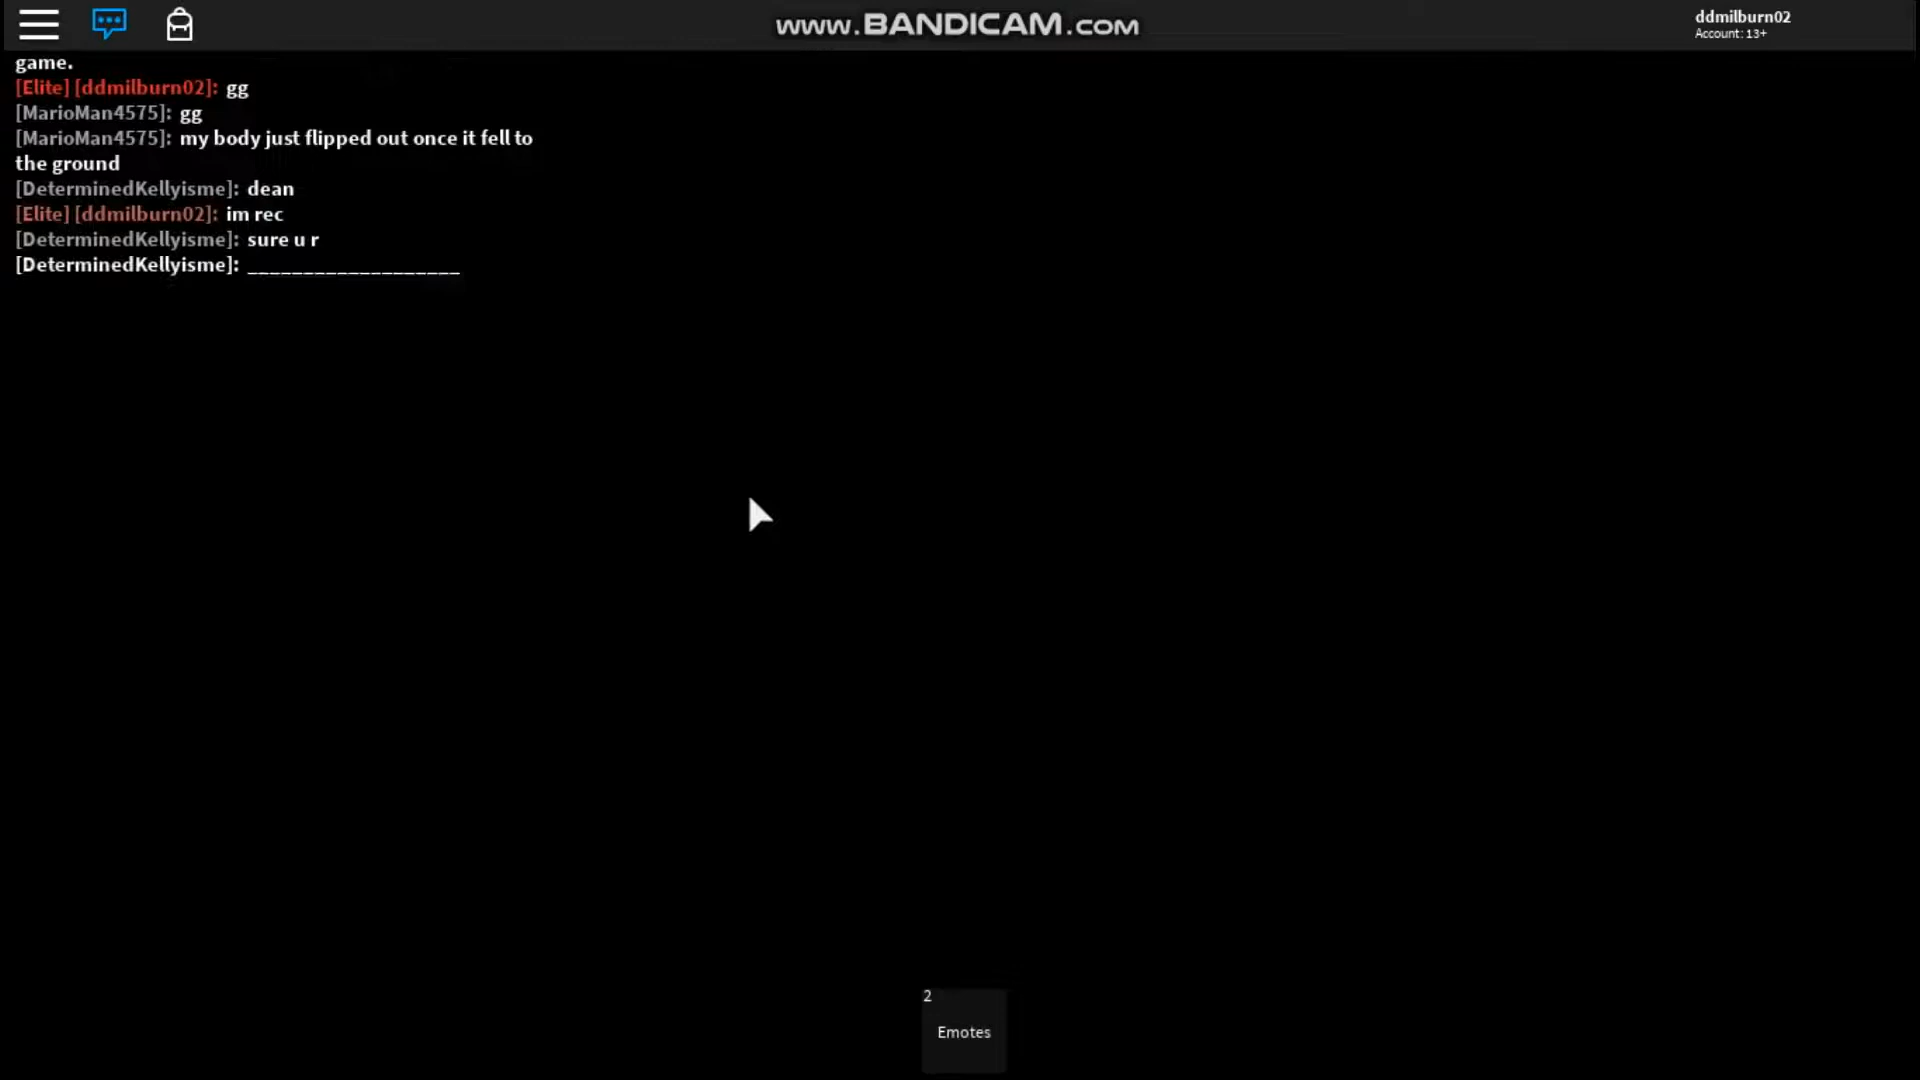 www.BANDICAM.com
ddmilburn02
Account: 13+
game.
[Elite] [ddmilburn02]: gg
[MarioMan4575]: gg
[MarioMan4575]: my body just flipped out once it fell to
the ground
[DeterminedKellyisme]: dean
[Elite] [ddmilburn02]: im rec
[DeterminedKellyisme]: sure u r
[DeterminedKellyisme]: ___________________
2
Emotes